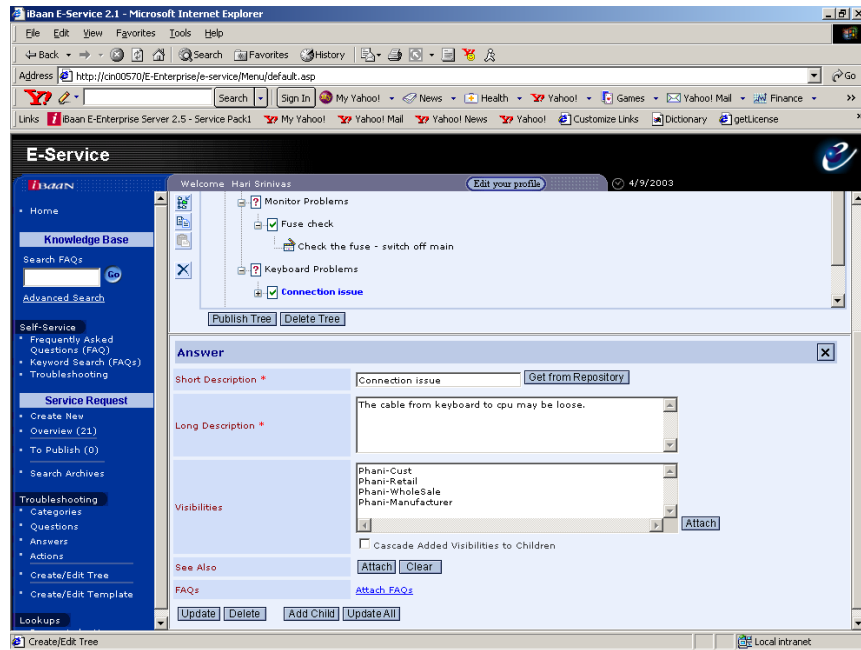 iBaan E-Service 2.1 - Microsoft Internet Explorer
File Edit View Favorites Tools Help
Back Search Favorites History
Address http://cin00570/E-Enterprise/e-service/Menu/default.asp Go
Y! Search Sign In My Yahoo! News Health Yahoo! Games Yahoo! Mail Finance »
Links iBaan E-Enterprise Server 2.5 - Service Pack1 My Yahoo! Yahoo! Mail Yahoo! News Yahoo! Customize Links Dictionary getLicense
E-Service
iBaan
Welcome Hari Srinivas Edit your profile 4/9/2003
Home
Knowledge Base
Search FAQs
Go
Advanced Search
Self-Service
Frequently Asked
Questions (FAQ)
Keyword Search (FAQs)
Troubleshooting
Service Request
Create New
Overview (21)
To Publish (0)
Search Archives
Troubleshooting
Categories
Questions
Answers
Actions
Create/Edit Tree
Create/Edit Template
Lookups
Monitor Problems
Fuse check
Check the fuse - switch off main
Keyboard Problems
Connection issue
Publish Tree Delete Tree
Answer
Short Description * Connection issue Get from Repository
Long Description * The cable from keyboard to cpu may be loose.
Visibilities
Phani-Cust
Phani-Retail
Phani-WholeSale
Phani-Manufacturer
Attach
Cascade Added Visibilities to Children
See Also Attach Clear
FAQs Attach FAQs
Update Delete Add Child Update All
Create/Edit Tree Local intranet